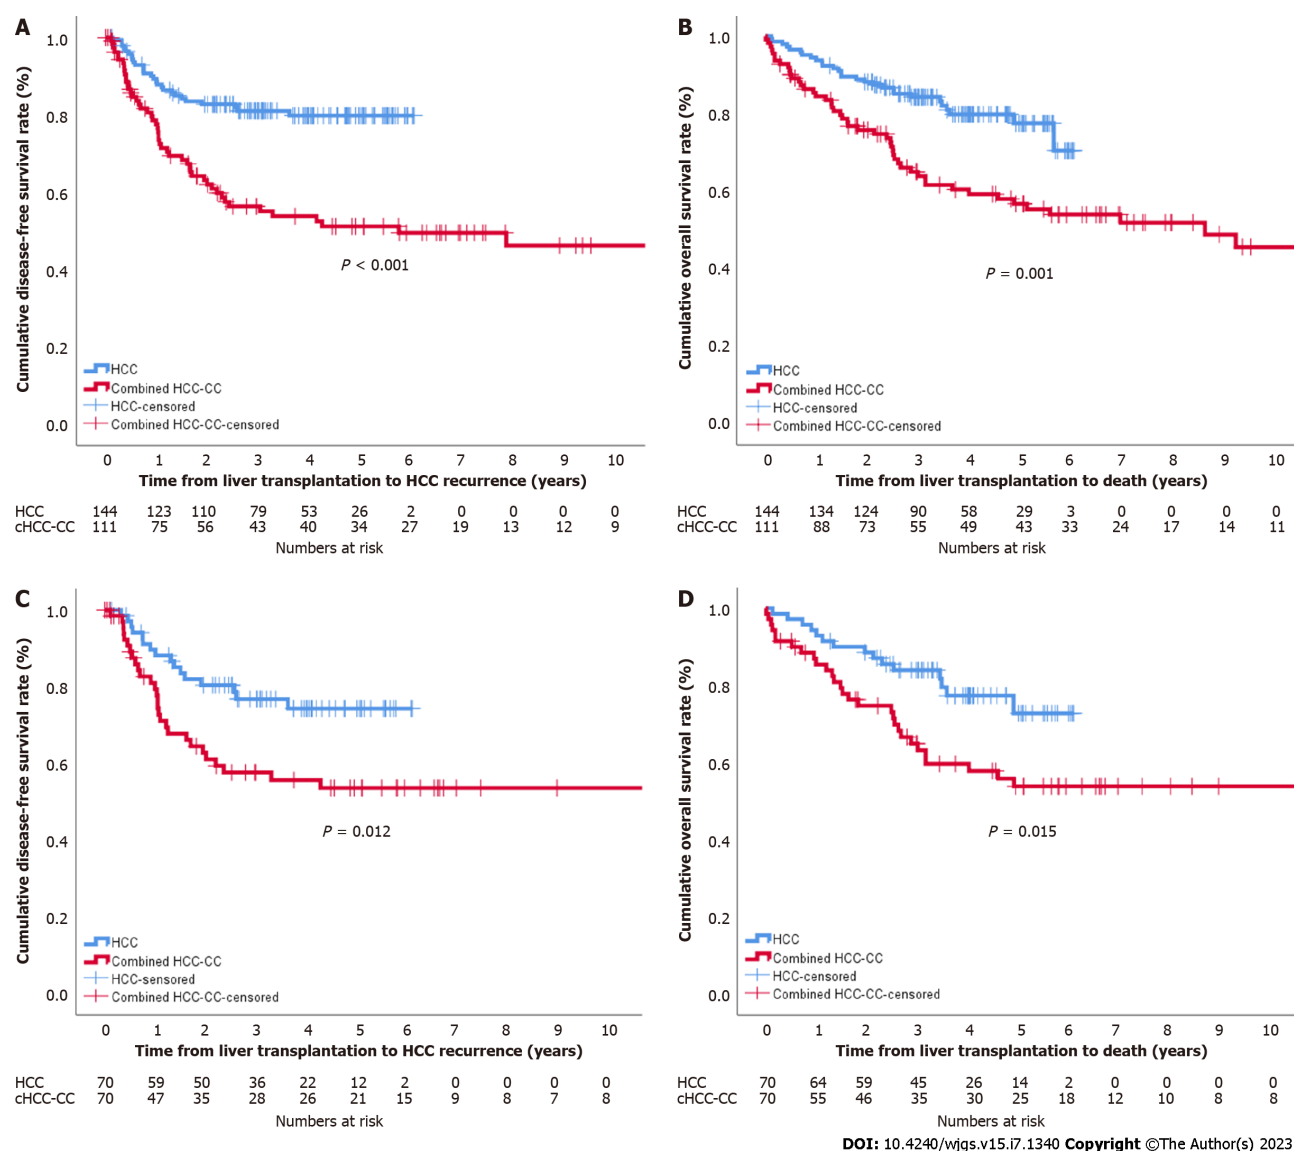 A
Cumulative disease-free survival rate (%)
1.0
0.8
0.6
0.4
0.2
0.0
P < 0.001
HCC
Combined HCC-CC
HCC-censored
Combined HCC-CC-censored
0 1 2 3 4 5 6 7 8 9 10
Time from liver transplantation to HCC recurrence (years)
HCC 144 123 110 79 53 26 2 0 0 0 0
cHCC-CC 111 75 56 43 40 34 27 19 13 12 9
Numbers at risk
B
Cumulative overall survival rate (%)
1.0
0.8
0.6
0.4
0.2
0.0
P = 0.001
HCC
Combined HCC-CC
HCC-censored
Combined HCC-CC-censored
0 1 2 3 4 5 6 7 8 9 10
Time from liver transplantation to death (years)
HCC 144 134 124 90 58 29 3 0 0 0 0
cHCC-CC 111 88 73 55 49 43 33 24 17 14 11
Numbers at risk
C
Cumulative disease-free survival rate (%)
1.0
0.8
0.6
0.4
0.2
0.0
P = 0.012
HCC
Combined HCC-CC
HCC-sensored
Combined HCC-CC-censored
0 1 2 3 4 5 6 7 8 9 10
Time from liver transplantation to HCC recurrence (years)
HCC 70 59 50 36 22 12 2 0 0 0 0
cHCC-CC 70 47 35 28 26 21 15 9 8 7 8
Numbers at risk
D
Cumulative overall survival rate (%)
1.0
0.8
0.6
0.4
0.2
0.0
P = 0.015
HCC
Combined HCC-CC
HCC-censored
Combined HCC-CC-censored
0 1 2 3 4 5 6 7 8 9 10
Time from liver transplantation to death (years)
HCC 70 64 59 45 26 14 2 0 0 0 0
cHCC-CC 70 55 46 35 30 25 18 12 10 8 8
Numbers at risk
DOI: 10.4240/wjgs.v15.i7.1340 Copyright ©The Author(s) 2023